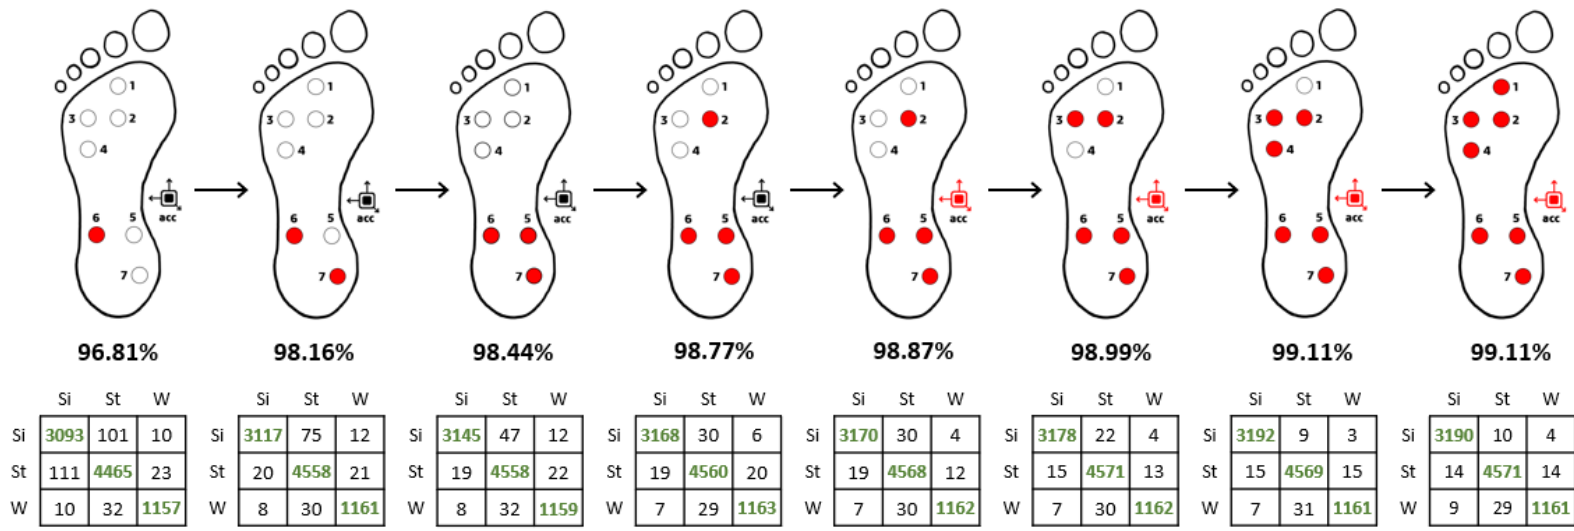 1 1 1 1 1 1 1 1
3 2 3 2 3 2 3 2 3 2 3 2 3 2 3 2
4 4 4 4 4 4 4 4
acc acc acc acc acc acc acc acc
6 5 6 5 6 5 6 5 6 5 6 5 6 5 6 5
7 7 7 7 7 7 7 7
96.81% 98.16% 98.44% 98.77% 98.87% 98.99% 99.11% 99.11%
Si St W Si St W Si St W Si St W Si St W Si St W Si St W Si St W
Si 3093 101 10 Si 3117 75 12 Si 3145 47 12 Si 3168 30 6 Si 3170 30 4 Si 3178 22 4 Si 3192 9 3 Si 3190 10 4
St 111 4465 23 St 20 4558 21 St 19 4558 22 St 19 4560 20 St 19 4568 12 St 15 4571 13 St 15 4569 15 St 14 4571 14
W 10 32 1157 W 8 30 1161 W 8 32 1159 W 7 29 1163 W 7 30 1162 W 7 30 1162 W 7 31 1161 W 9 29 1161